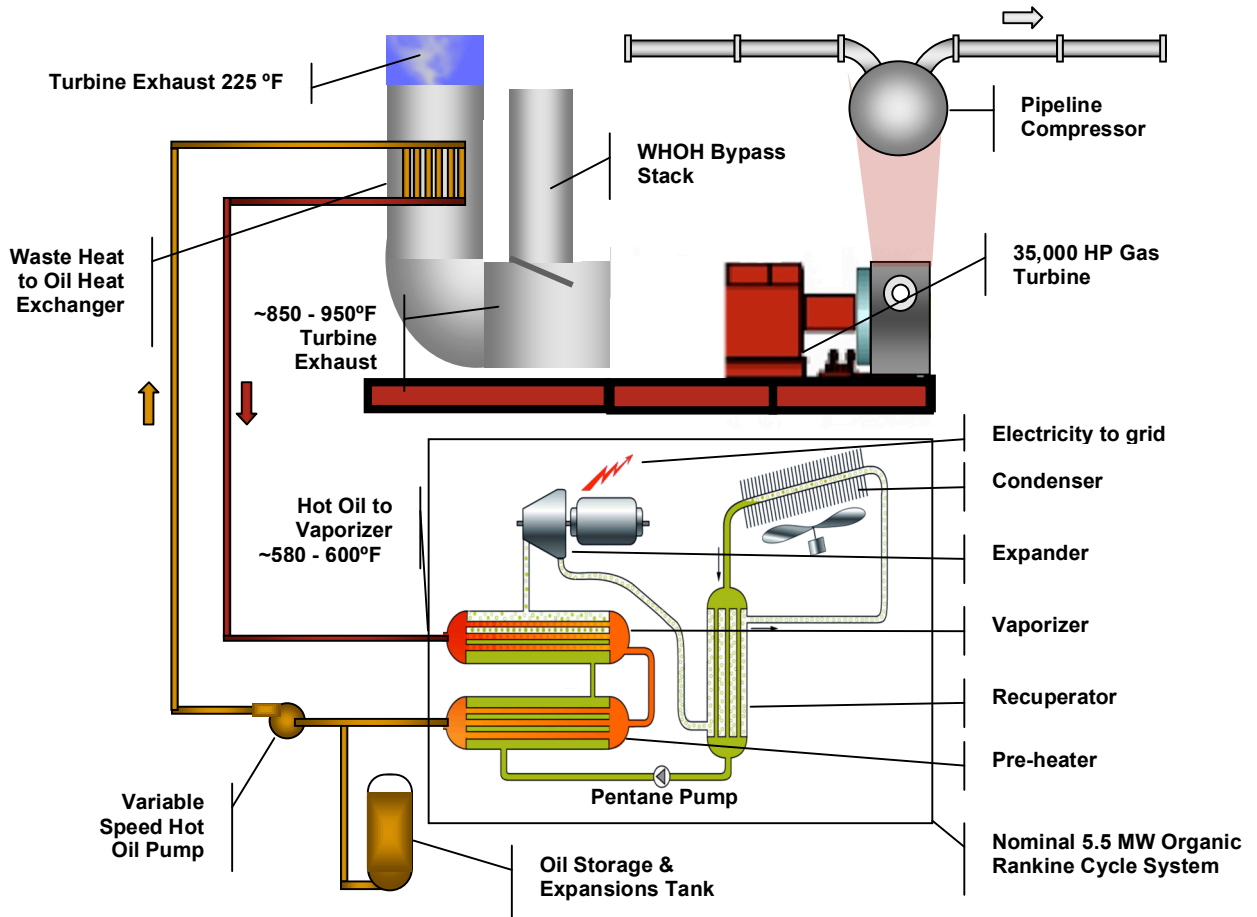 Turbine Exhaust 225 ºF
Pipeline
Compressor
WHOH Bypass
Stack
Waste Heat
to Oil Heat
Exchanger
35,000 HP Gas
Turbine
~850 - 950ºF
Turbine
Exhaust
Electricity to grid
Condenser
Hot Oil to
Vaporizer
~580 - 600ºF
Expander
Vaporizer
Recuperator
Pre-heater
Pentane Pump
Variable
Speed Hot
Oil Pump
Oil Storage &
Expansions Tank
Nominal 5.5 MW Organic
Rankine Cycle System